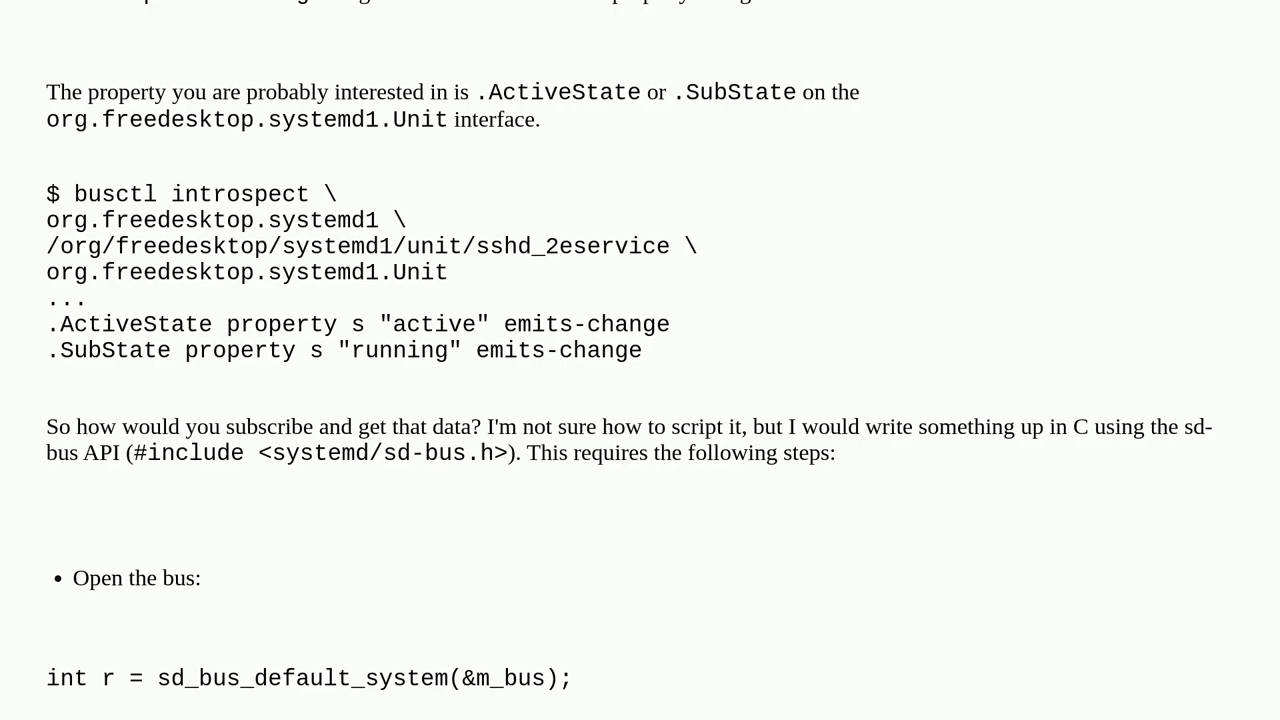 The property you are probably interested in is .ActiveState or .SubState on the
org.freedesktop.systemd1.Unit interface.
$ busctl introspect \
org.freedesktop.systemd1 \
/org/freedesktop/systemd1/unit/sshd_2eservice \
org.freedesktop.systemd1.Unit
...
.ActiveState property s "active" emits-change
.SubState property s "running" emits-change
So how would you subscribe and get that data? I'm not sure how to script it, but I would write something up in C using the sd-
bus API (#include <systemd/sd-bus.h>). This requires the following steps:
• Open the bus:
int r = sd_bus_default_system(&m_bus);